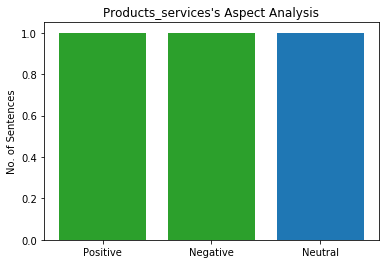 Products_services's Aspect Analysis
No. of Sentences
1.0
0.8
0.6
0.4
0.2
0.0
Positive
Negative
Neutral